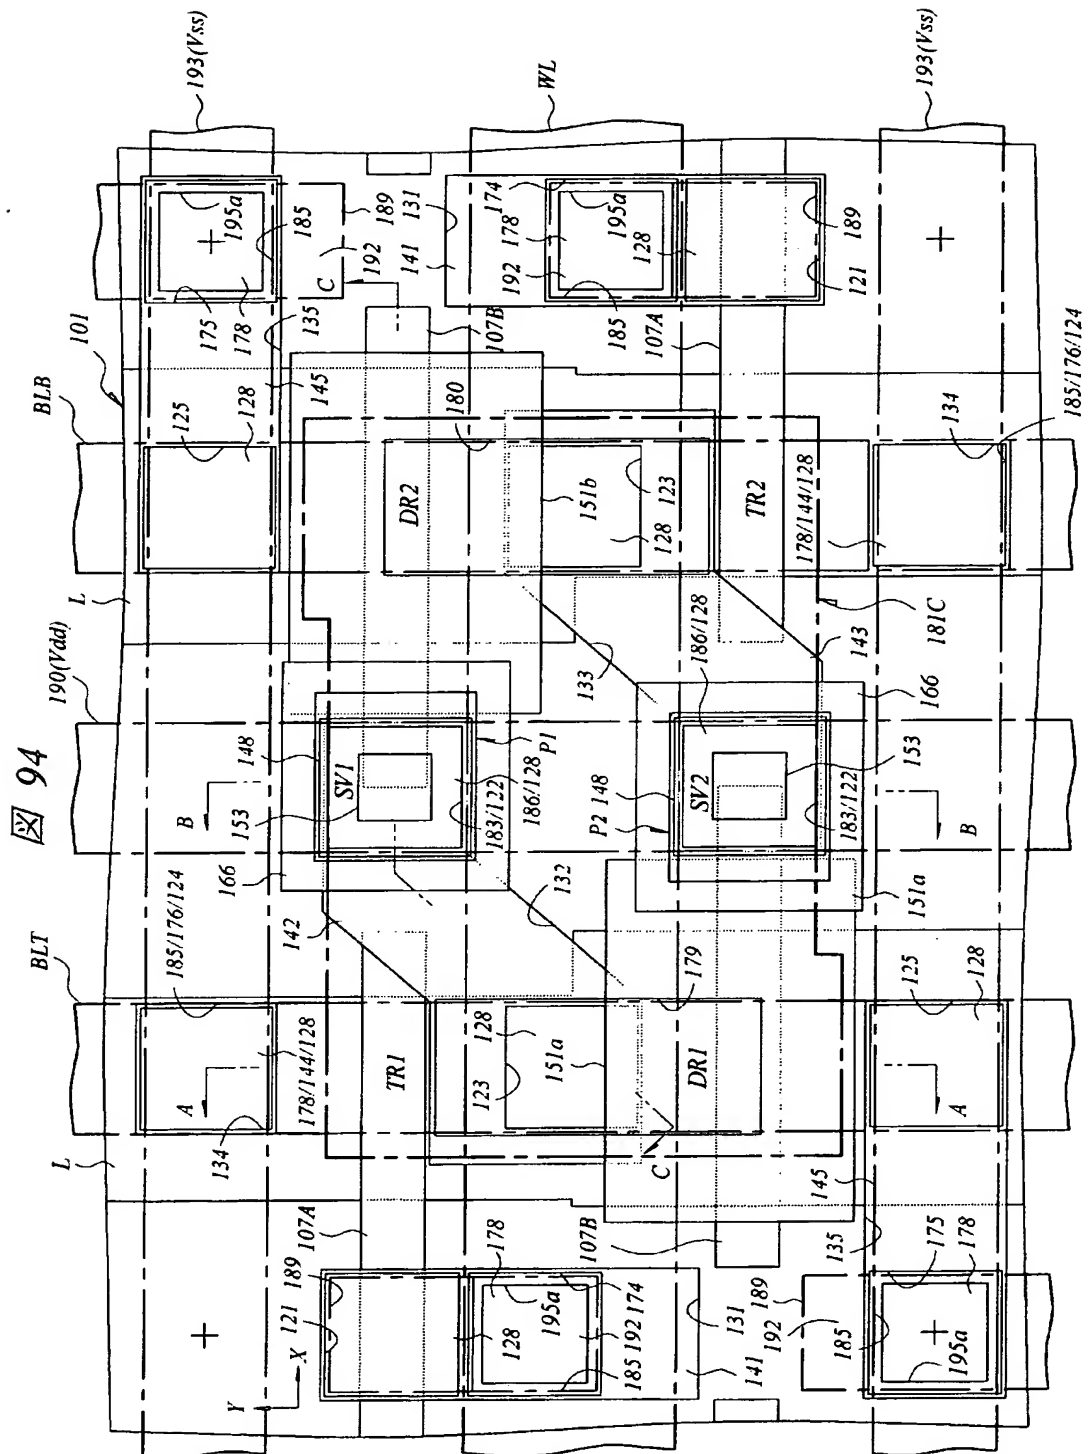 図 94
BLT
190(Vdd)
BLB
L
L
101
193(Vss)
185/176/124
125
B
148
A
134
178/144/128
128
175
195a
178
185
Y
X
107A
142
166
153
SV1
145
135
189
192
C
121
189
TR1
P1
183/122
186/128
DR2
107B
180
131
141
128
178
123
128
132
151b
174
195a
192
185
151a
179
133
123
128
178
192
195a
185
WL
174
C
P2
148
107B
DR1
SV2
186/128
TR2
107A
128
131
141
166
153
183/122
143
181C
121
189
189
192
145
135
151a
178/144/128
185
175
125
B
134
195a
178
A
128
166
193(Vss)
185/176/124